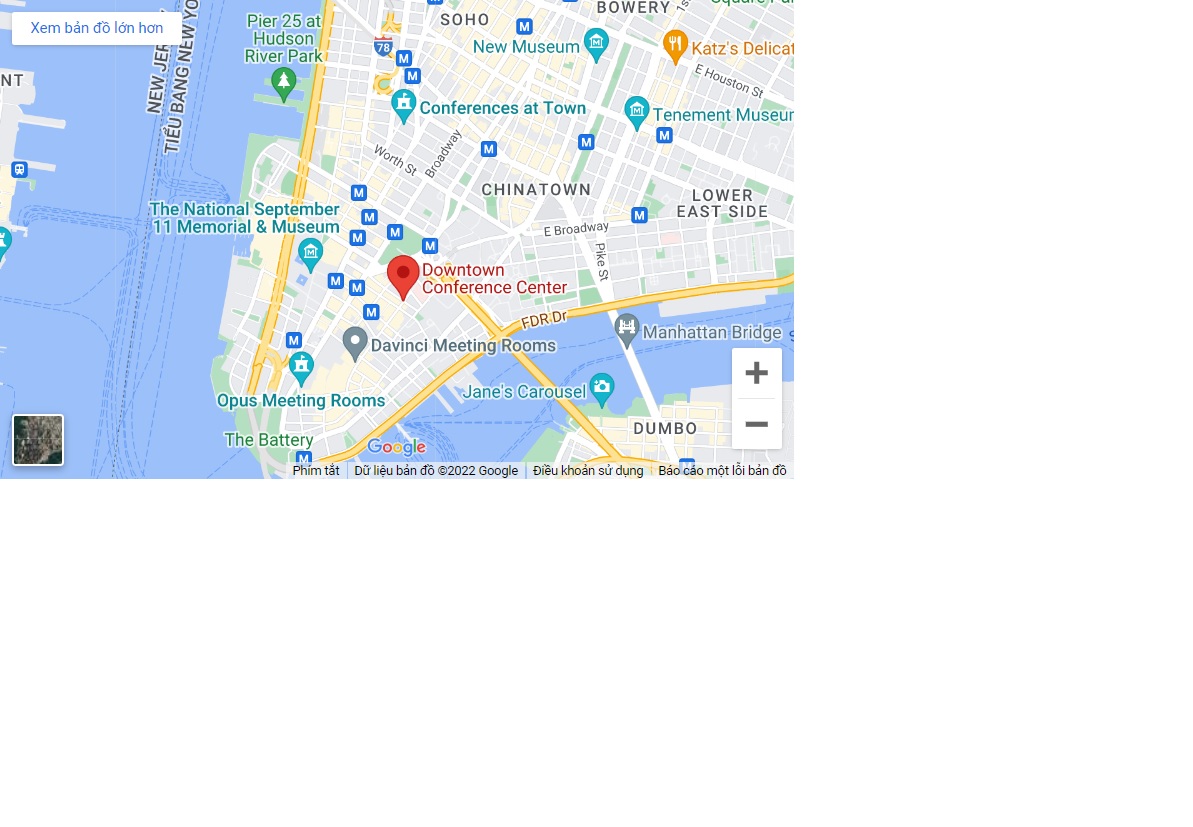 Xem bản đồ lớn hơn
Pier 25 at
Hudson
River Park
SOHO
BOWERY
New Museum
Katz's Delicat
E Houston St
78
Conferences at Town
Tenement Museum
Worth St
Broadway
CHINATOWN
LOWER
EAST SIDE
NEW JER
TIỂU BANG NEW YO
NT
The National September
11 Memorial & Museum
E Broadway
Pike St
Downtown
Conference Center
FDR Dr
Manhattan Bridge
Davinci Meeting Rooms
Jane's Carousel
Opus Meeting Rooms
DUMBO
The Battery
Google
Phím tắt
Dữ liệu bản đồ ©2022 Google
Điều khoản sử dụng
Báo cáo một lỗi bản đồ